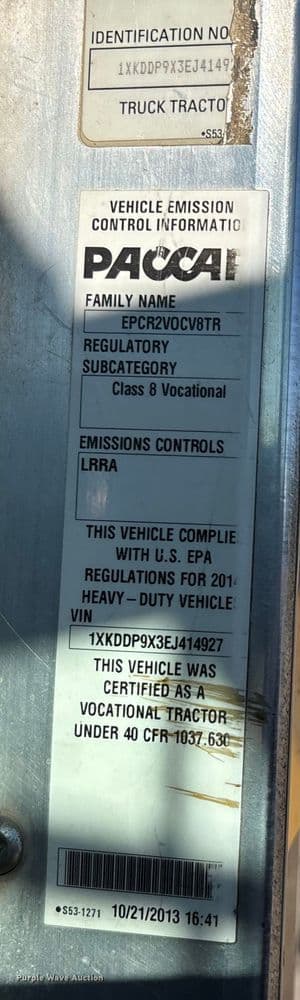 IDENTIFICATION NO
1XKDDP9X3EJ4149
TRUCK TRACTO
•S53
VEHICLE EMISSION
CONTROL INFORMATIO
PACCA
FAMILY NAME
EPCR2VOCV8TR
REGULATORY
SUBCATEGORY
Class 8 Vocational
EMISSIONS CONTROLS
LRRA
THIS VEHICLE COMPLIE
WITH U.S. EPA
REGULATIONS FOR 201
HEAVY-DUTY VEHICLE
VIN
1XKDDP9X3EJ414927
THIS VEHICLE WAS
CERTIFIED AS A
VOCATIONAL TRACTOR
UNDER 40 CFR 1037.630
•S53-1271 10/21/2013 16:41
Purple Wave Auction